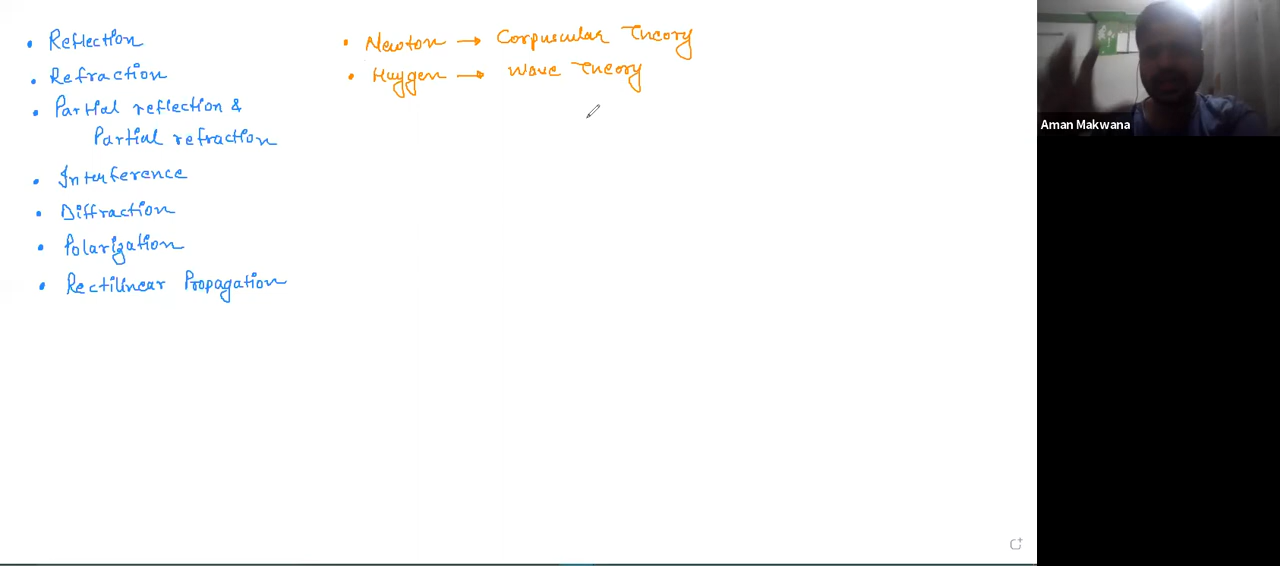 • Reflection
• Refraction
• Partial reflection &
Partial refraction
• Interference
• Diffraction
• Polarization
• Rectilinear Propagation
• Newton → Corpuscular Theory
• Huygen → Wave Theory
Aman Makwana